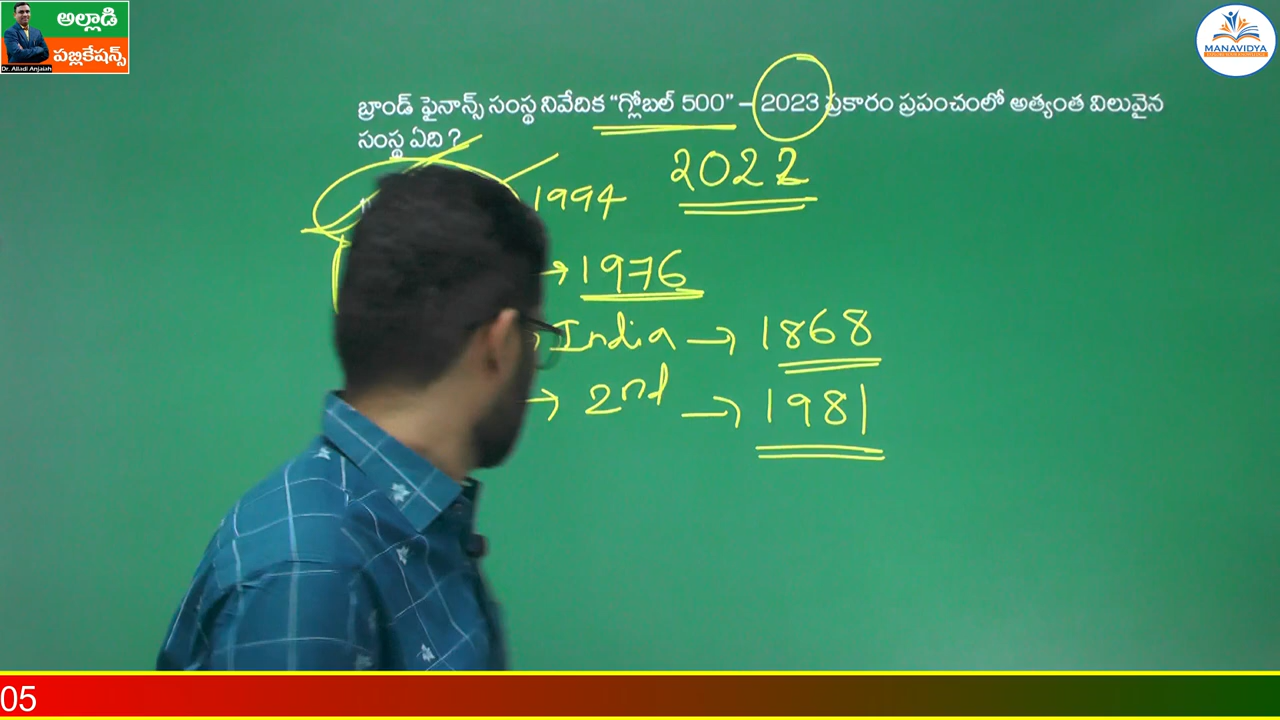 అల్లాడి
పబ్లికేషన్స్
Dr. Alladi Anjaiah
MANAVIDYA
బ్రాండ్ ఫైనాన్స్ సంస్థ నివేదిక “గ్లోబల్ 500” – 2023 ప్రకారం ప్రపంచంలో అత్యంత విలువైన
సంస్థ ఏది ?
2022
1994
→ 1976
India → 1868
→ 2nd → 1981
05